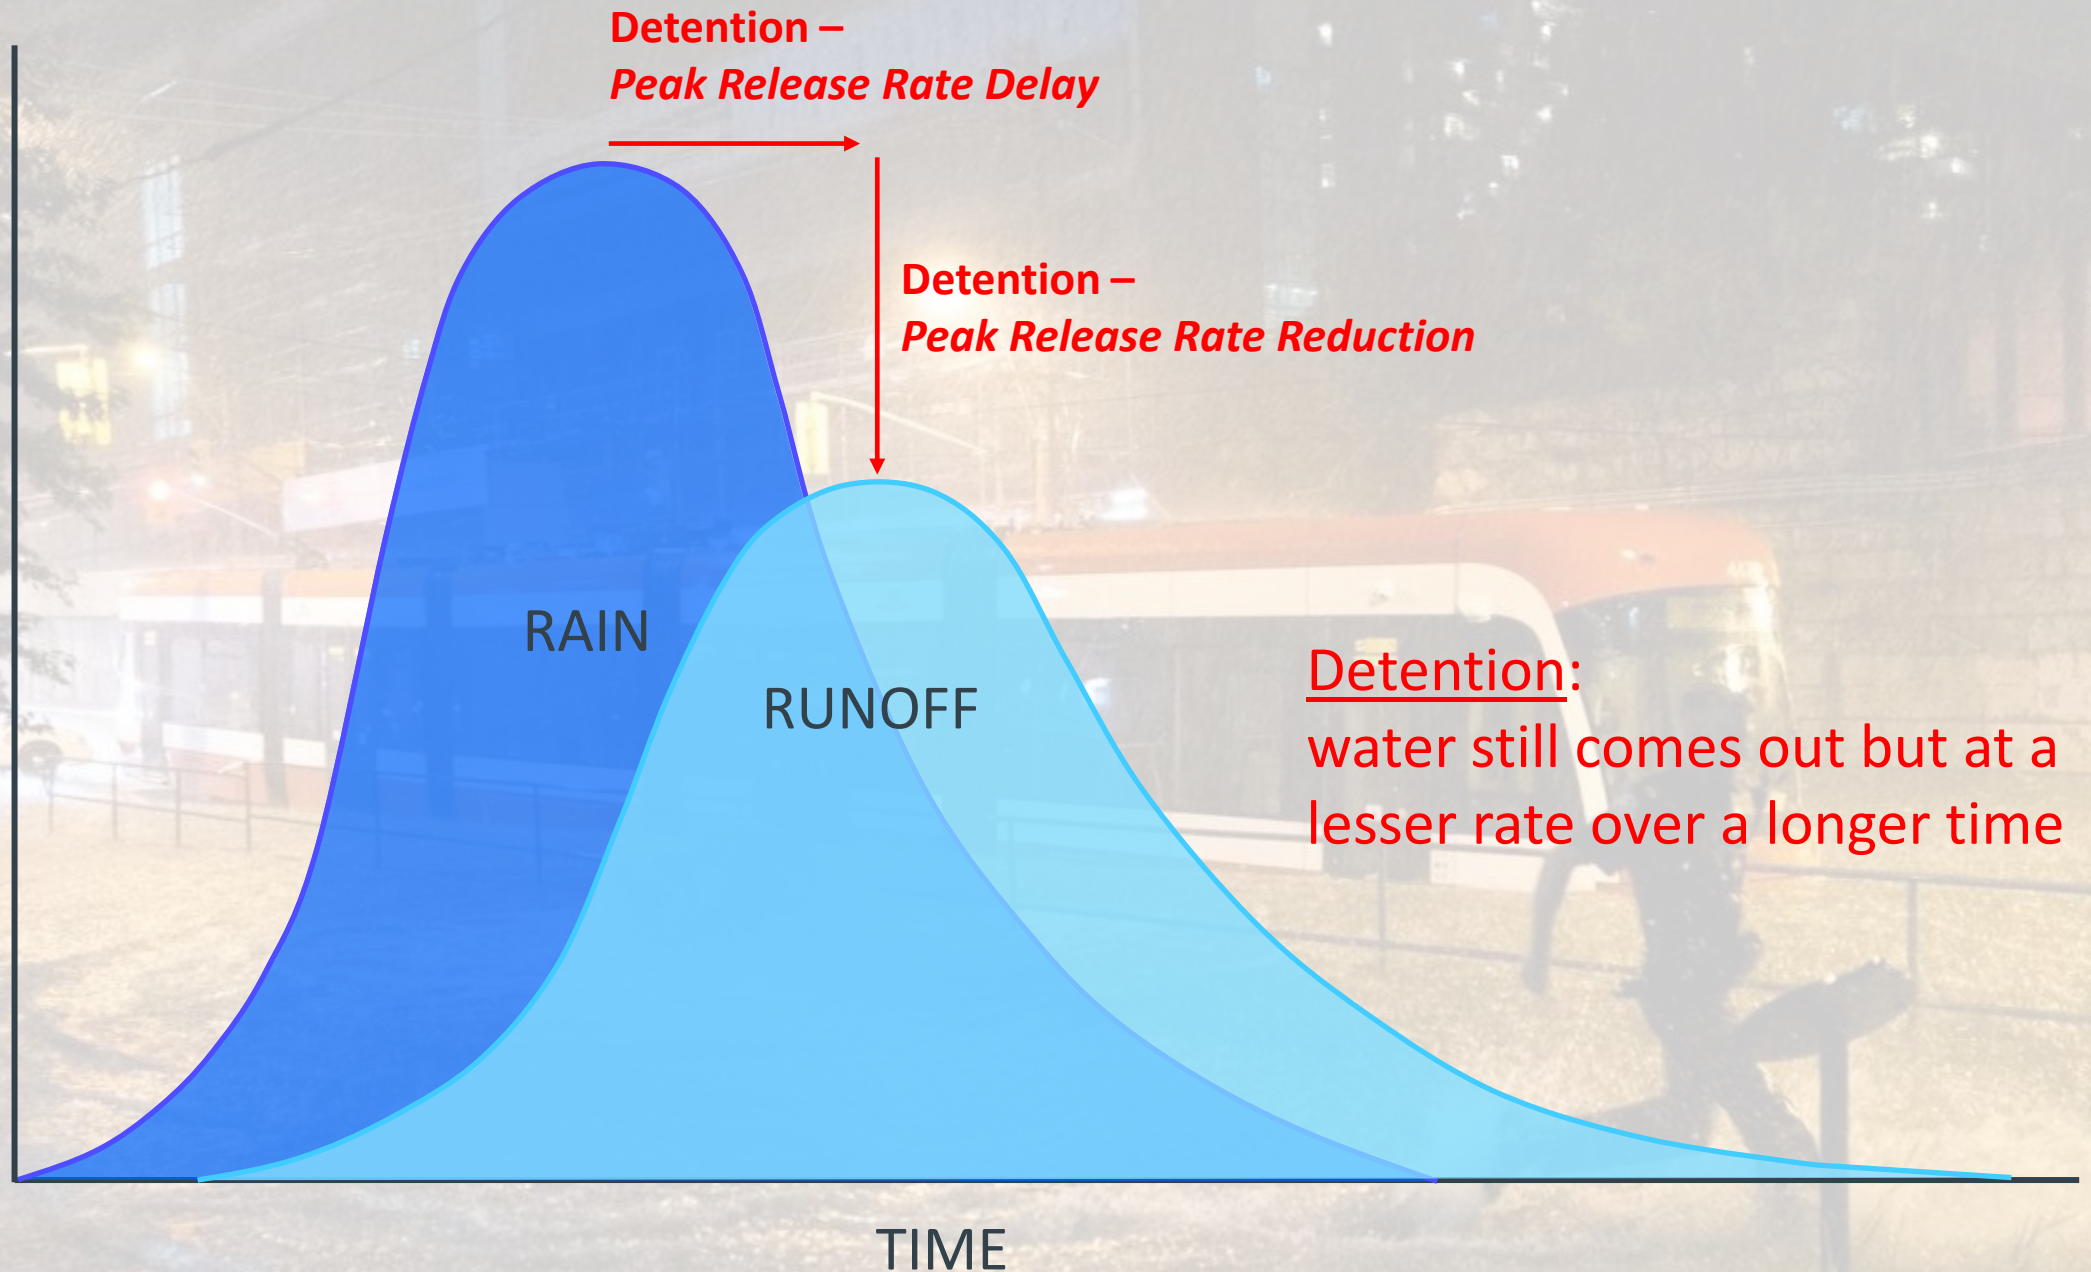 Detention –
Peak Release Rate Delay
Detention –
Peak Release Rate Reduction
RAIN
RUNOFF
Detention:
water still comes out but at a
lesser rate over a longer time
TIME